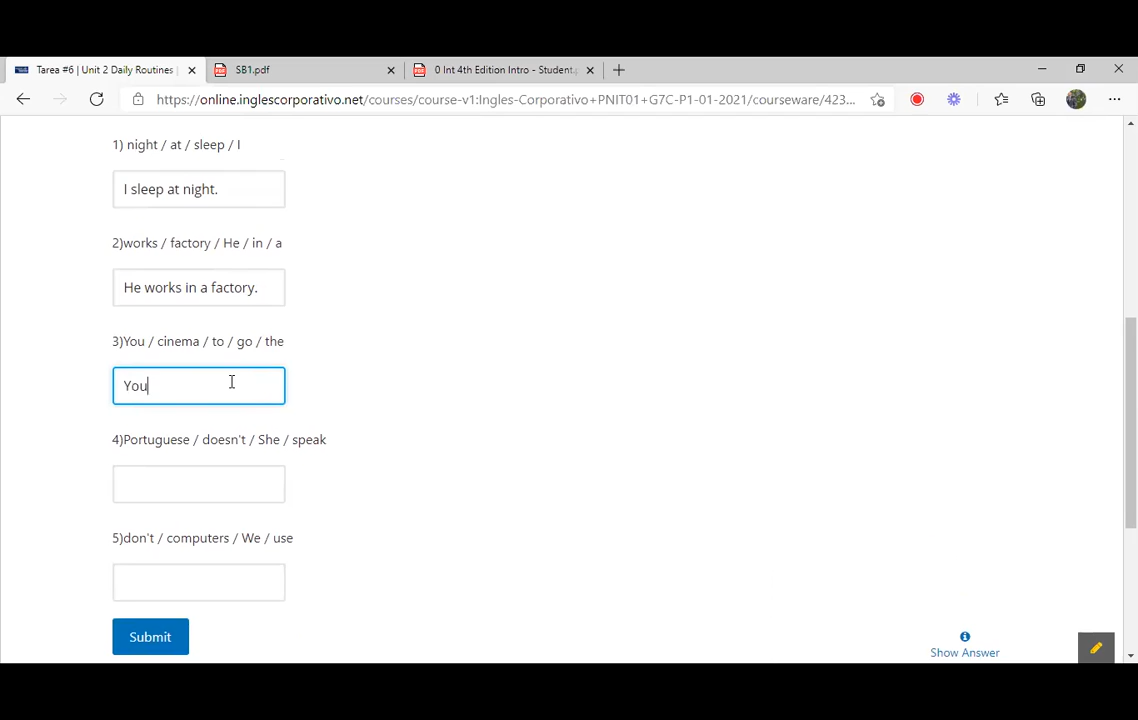 Tarea #6 | Unit 2 Daily Routines |
SB1.pdf
0 Int 4th Edition Intro - Student.
https://online.inglescorporativo.net/courses/course-v1:Ingles-Corporativo+PNIT01+G7C-P1-01-2021/courseware/423...
1) night / at / sleep / I
I sleep at night.
2)works / factory / He / in / a
He works in a factory.
3)You / cinema / to / go / the
You
4)Portuguese / doesn't / She / speak
5)don't / computers / We / use
Submit
Show Answer